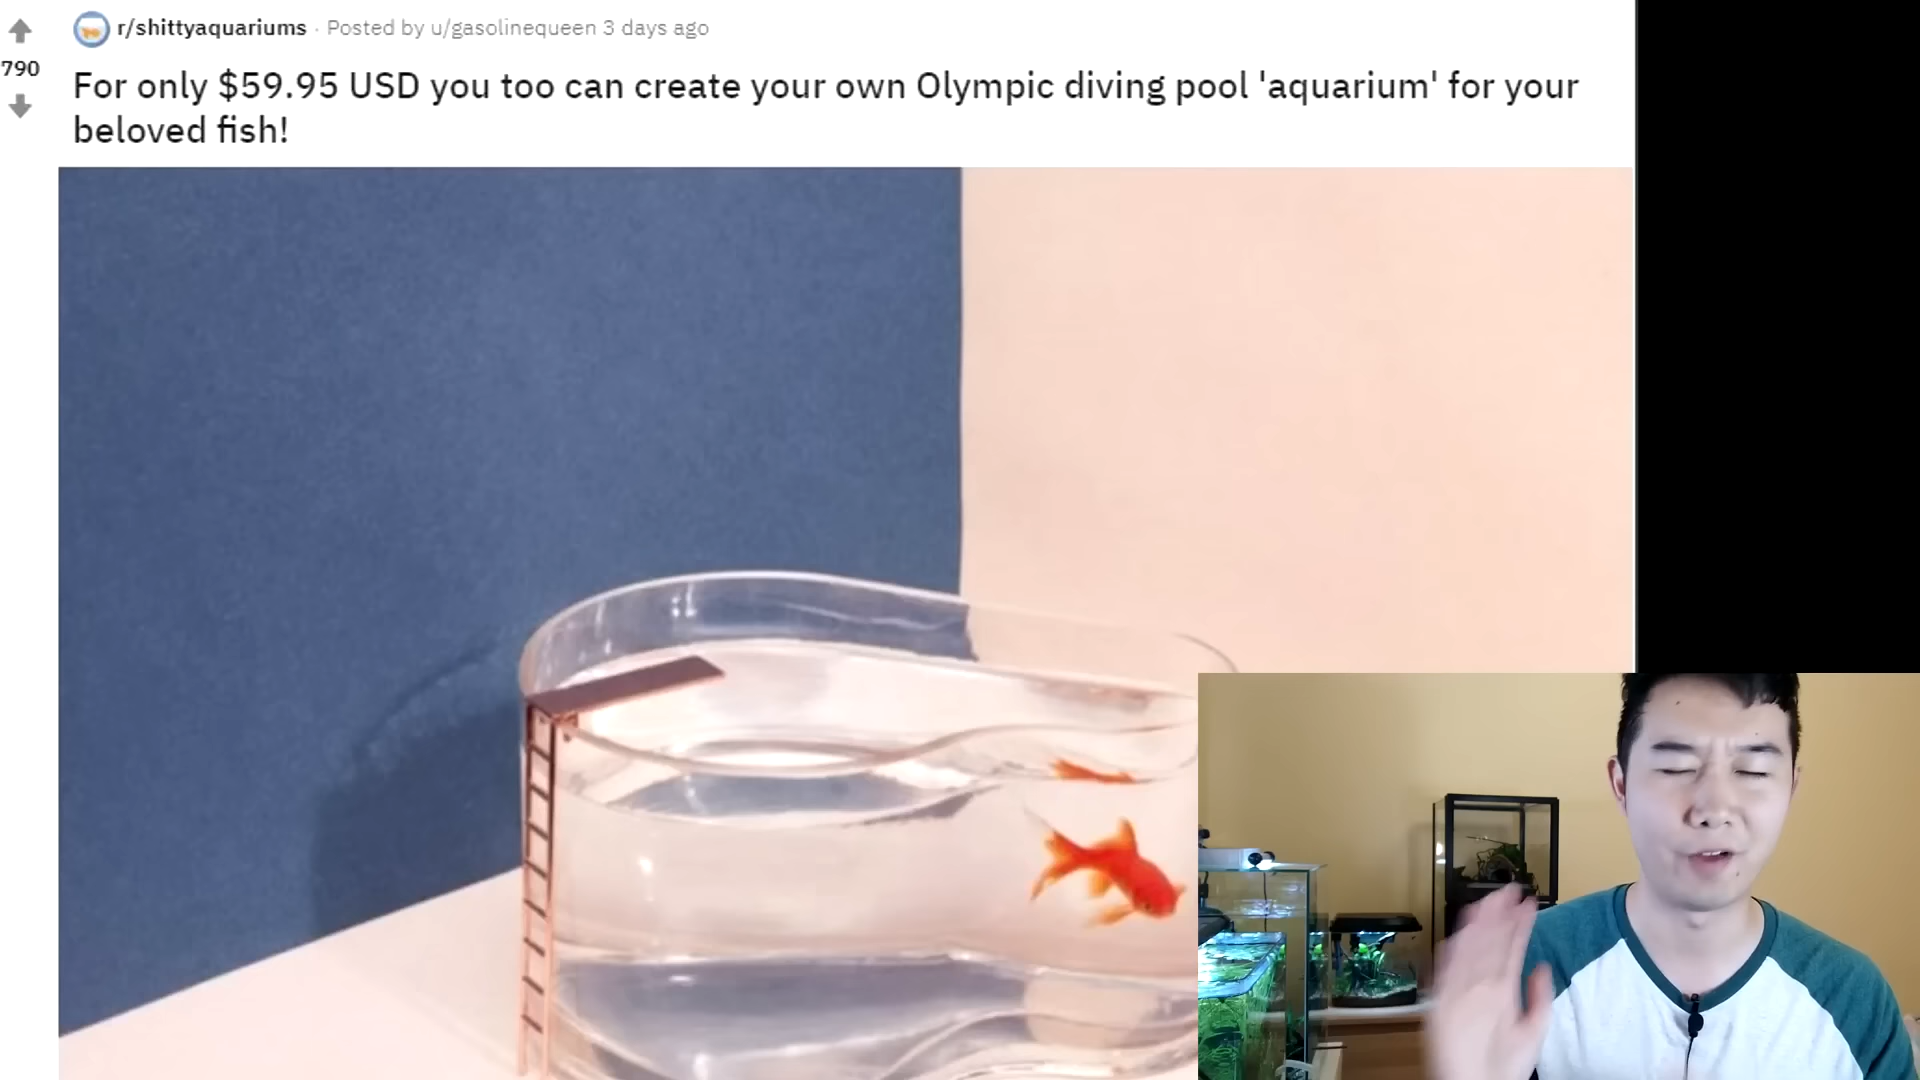 r/shittyaquariums · Posted by u/gasolinequeen 3 days ago
790
For only $59.95 USD you too can create your own Olympic diving pool 'aquarium' for your
beloved fish!